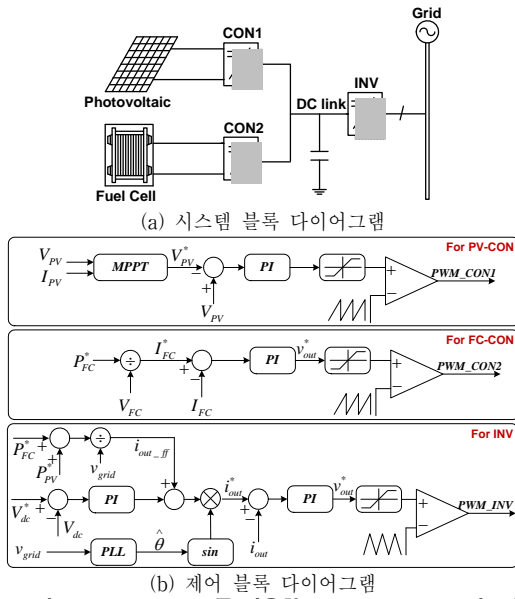 Grid
CON1
Photovoltaic
DC link
INV
CON2
Fuel Cell
(a) 시스템 블록 다이어그램
For PV-CON
V_PV
I_PV
MPPT
V*_PV
−
+
V_PV
PI
+
−
PWM_CON1
For FC-CON
P*_FC
÷
V_FC
I*_FC
+
−
I_FC
PI
v*_out
+
−
PWM_CON2
For INV
P*_FC
+
+
P*_PV
÷
v_grid
i_out_ff
V*_dc
+
−
V_dc
PI
+
+
i*_out
+
−
i_out
PI
v*_out
+
−
PWM_INV
v_grid
PLL
θ̂
sin
(b) 제어 블록 다이어그램